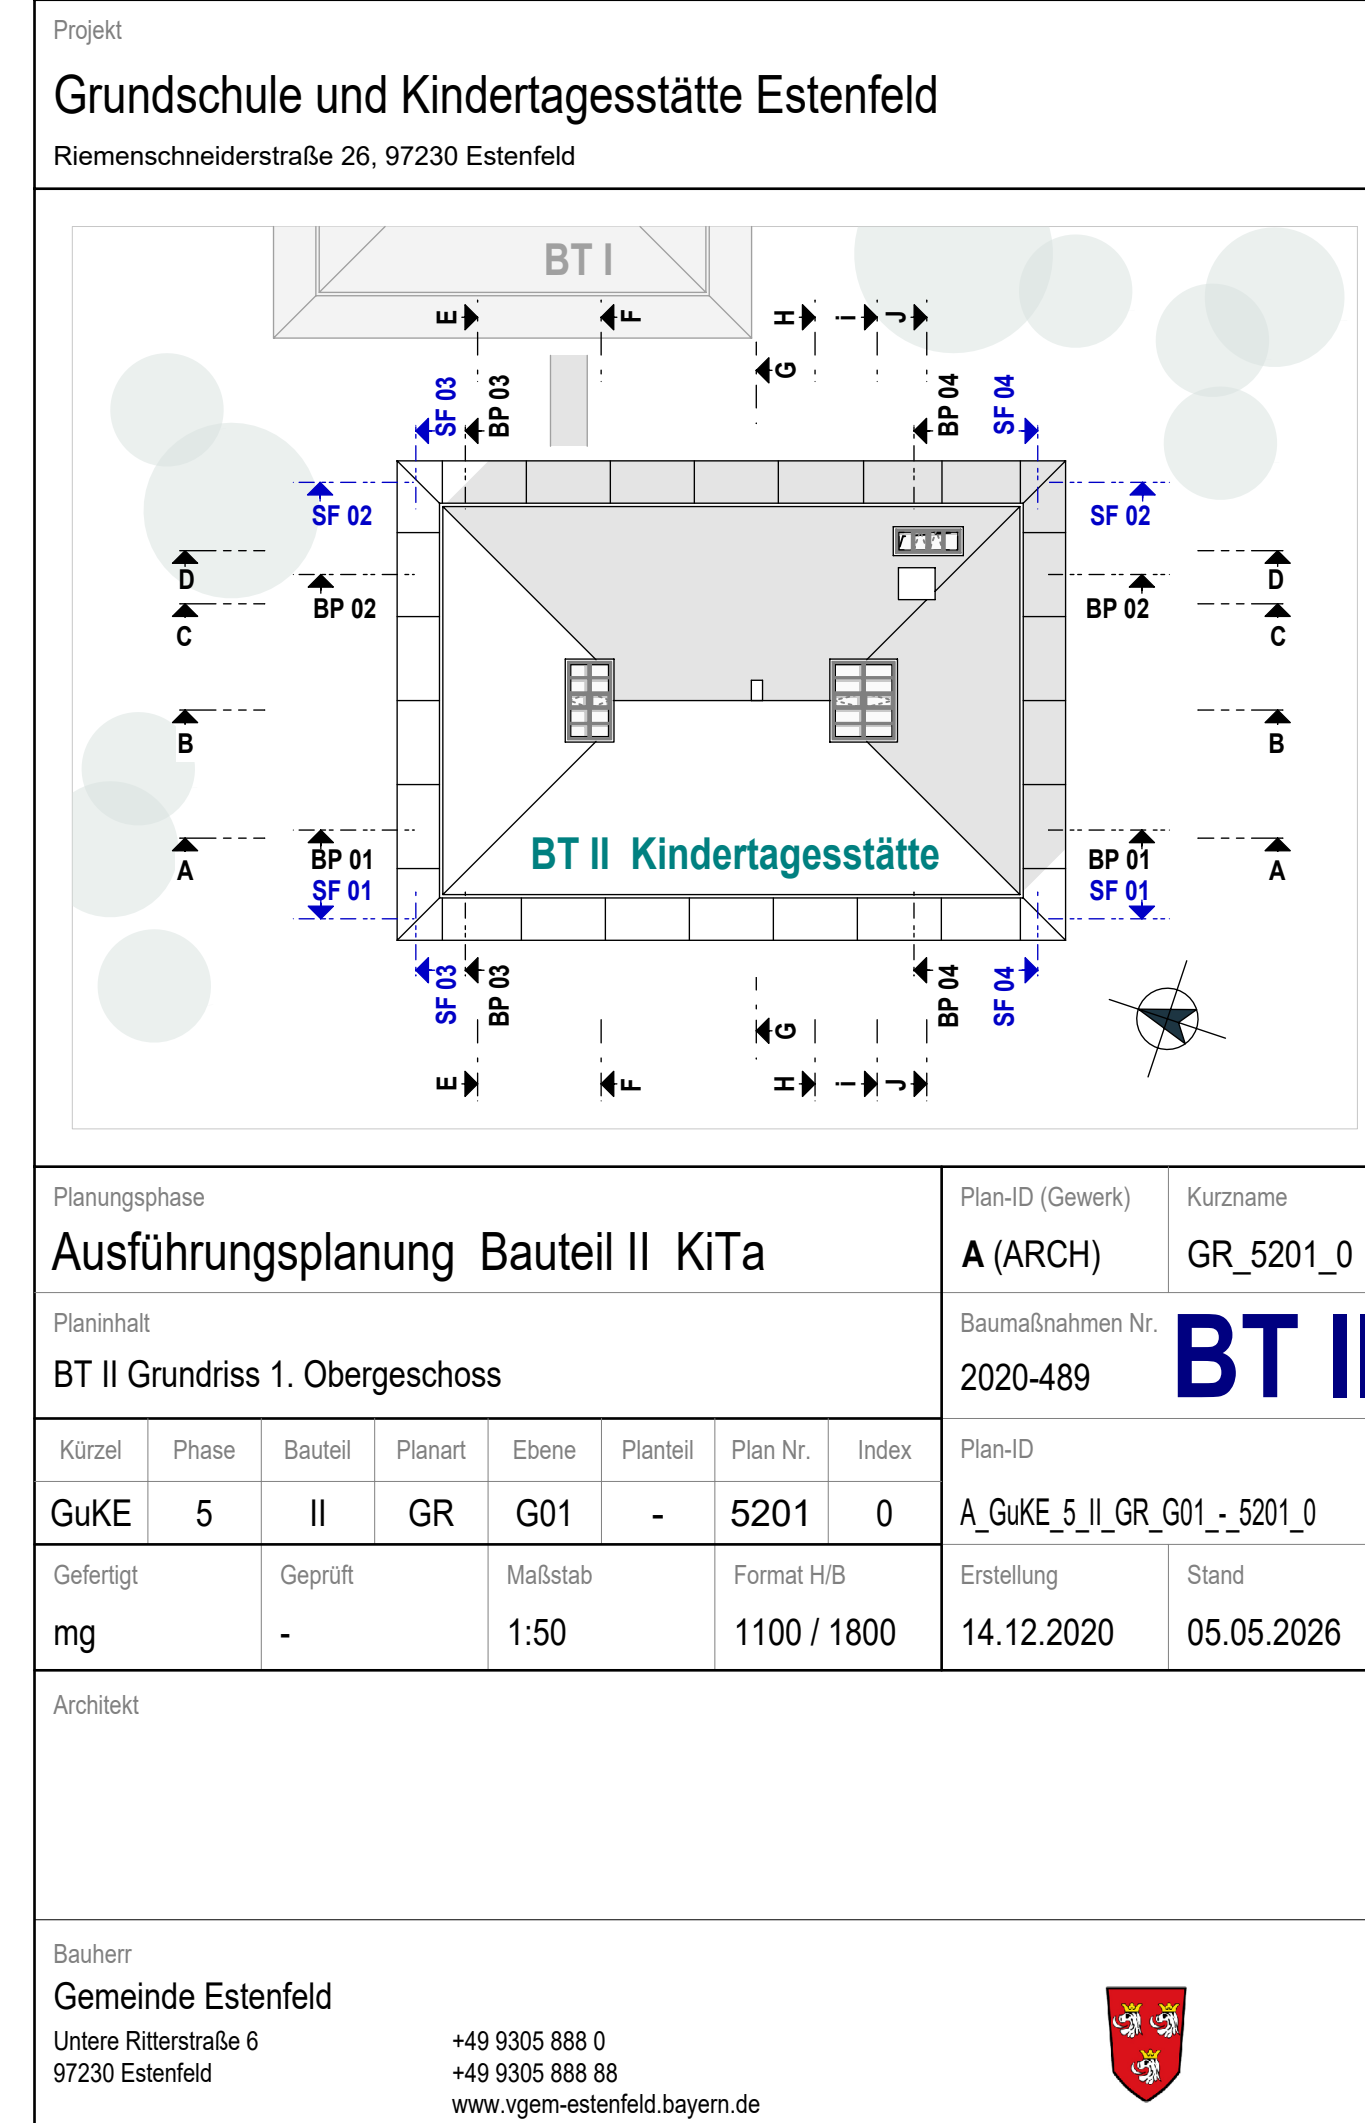 Projekt
Grundschule und Kindertagesstätte Estenfeld
Riemenschneiderstraße 26, 97230 Estenfeld
BT I
E F H i J
G
SF 03 BP 03 BP 04 SF 04
SF 02 SF 02
D D
BP 02 BP 02
C C
B B
BT II Kindertagesstätte
BP 01 BP 01
A A
SF 01 SF 01
SF 03 BP 03 BP 04 SF 04
G
E F H i J
Planungsphase Plan-ID (Gewerk) Kurzname
Ausführungsplanung Bauteil II KiTa A (ARCH) GR_5201_0
Planinhalt Baumaßnahmen Nr.
BT II Grundriss 1. Obergeschoss 2020-489 BT II
Kürzel Phase Bauteil Planart Ebene Planteil Plan Nr. Index Plan-ID
GuKE 5 II GR G01 - 5201 0 A_GuKE_5_II_GR_G01_-_5201_0
Gefertigt Geprüft Maßstab Format H/B Erstellung Stand
mg - 1:50 1100 / 1800 14.12.2020 05.05.2026
Architekt
Bauherr
Gemeinde Estenfeld
Untere Ritterstraße 6 +49 9305 888 0
97230 Estenfeld +49 9305 888 88
www.vgem-estenfeld.bayern.de